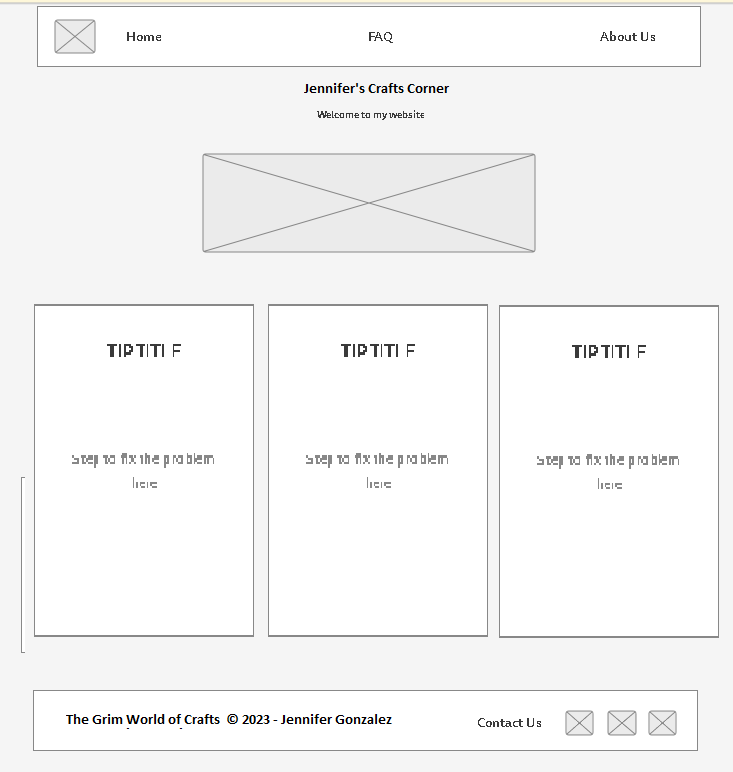 Home FAQ About Us
Jennifer's Crafts Corner
Welcome to my website
TIP TITLE TIP TITLE TIP TITLE
Step to fix the problem Step to fix the problem Step to fix the problem
here here here
The Grim World of Crafts © 2023 - Jennifer Gonzalez Contact Us